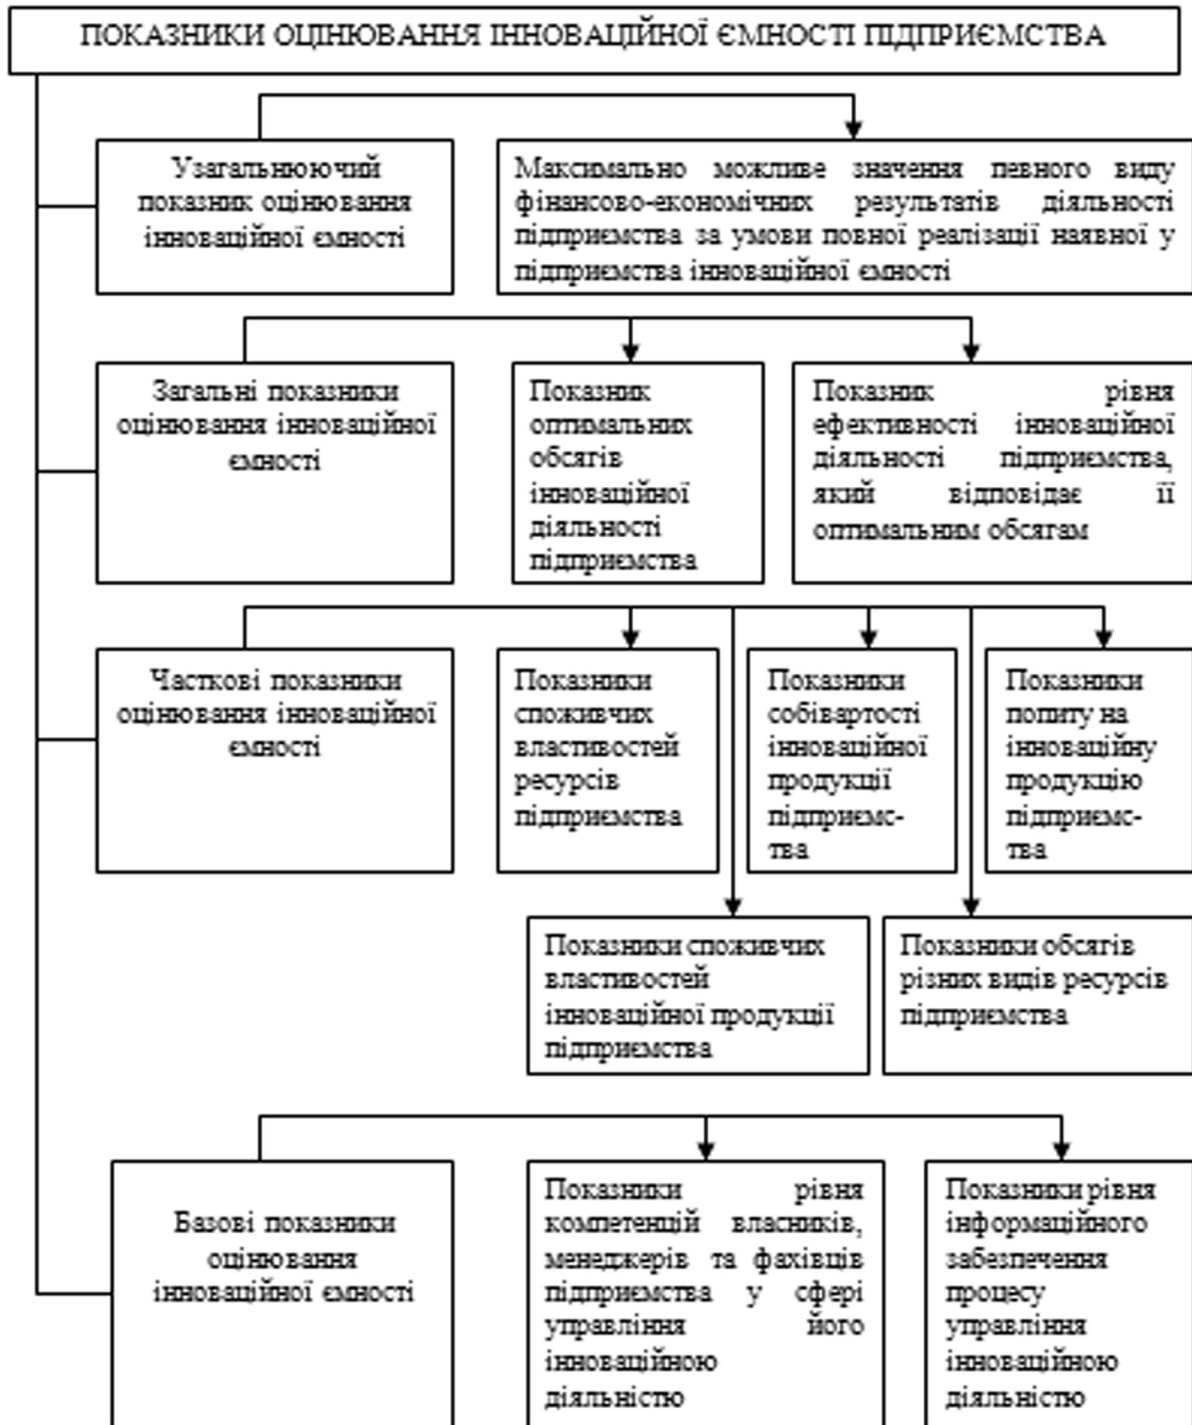 ПОКАЗНИКИ ОЦІНЮВАННЯ ІННОВАЦІЙНОЇ ЄМНОСТІ ПІДПРИЄМСТВА
Узагальнюючий
показник оцінювання
інноваційної ємності
Максимально можливе значення певного виду
фінансово-економічних результатів діяльності
підприємства за умови повної реалізації наявної у
підприємства інноваційної ємності
Загальні показники
оцінювання інноваційної
ємності
Показник
оптимальних
обсягів
інноваційної
діяльності
підприємства
Показник рівня
ефективності інноваційної
діяльності підприємства,
який відповідає її
оптимальним обсягам
Часткові показники
оцінювання інноваційної
ємності
Показники
споживчих
властивостей
ресурсів
підприємства
Показники
собівартості
інноваційної
продукції
підприємс-
тва
Показники
попиту на
інноваційну
продукцію
підприємс-
тва
Показники споживчих
властивостей
інноваційної продукції
підприємства
Показники обсягів
різних видів ресурсів
підприємства
Базові показники
оцінювання
інноваційної ємності
Показники рівня
компетенцій власників,
менеджерів та фахівців
підприємства у сфері
управління його
інноваційною
діяльністю
Показники рівня
інформаційного
забезпечення
процесу
управління
інноваційною
діяльністю